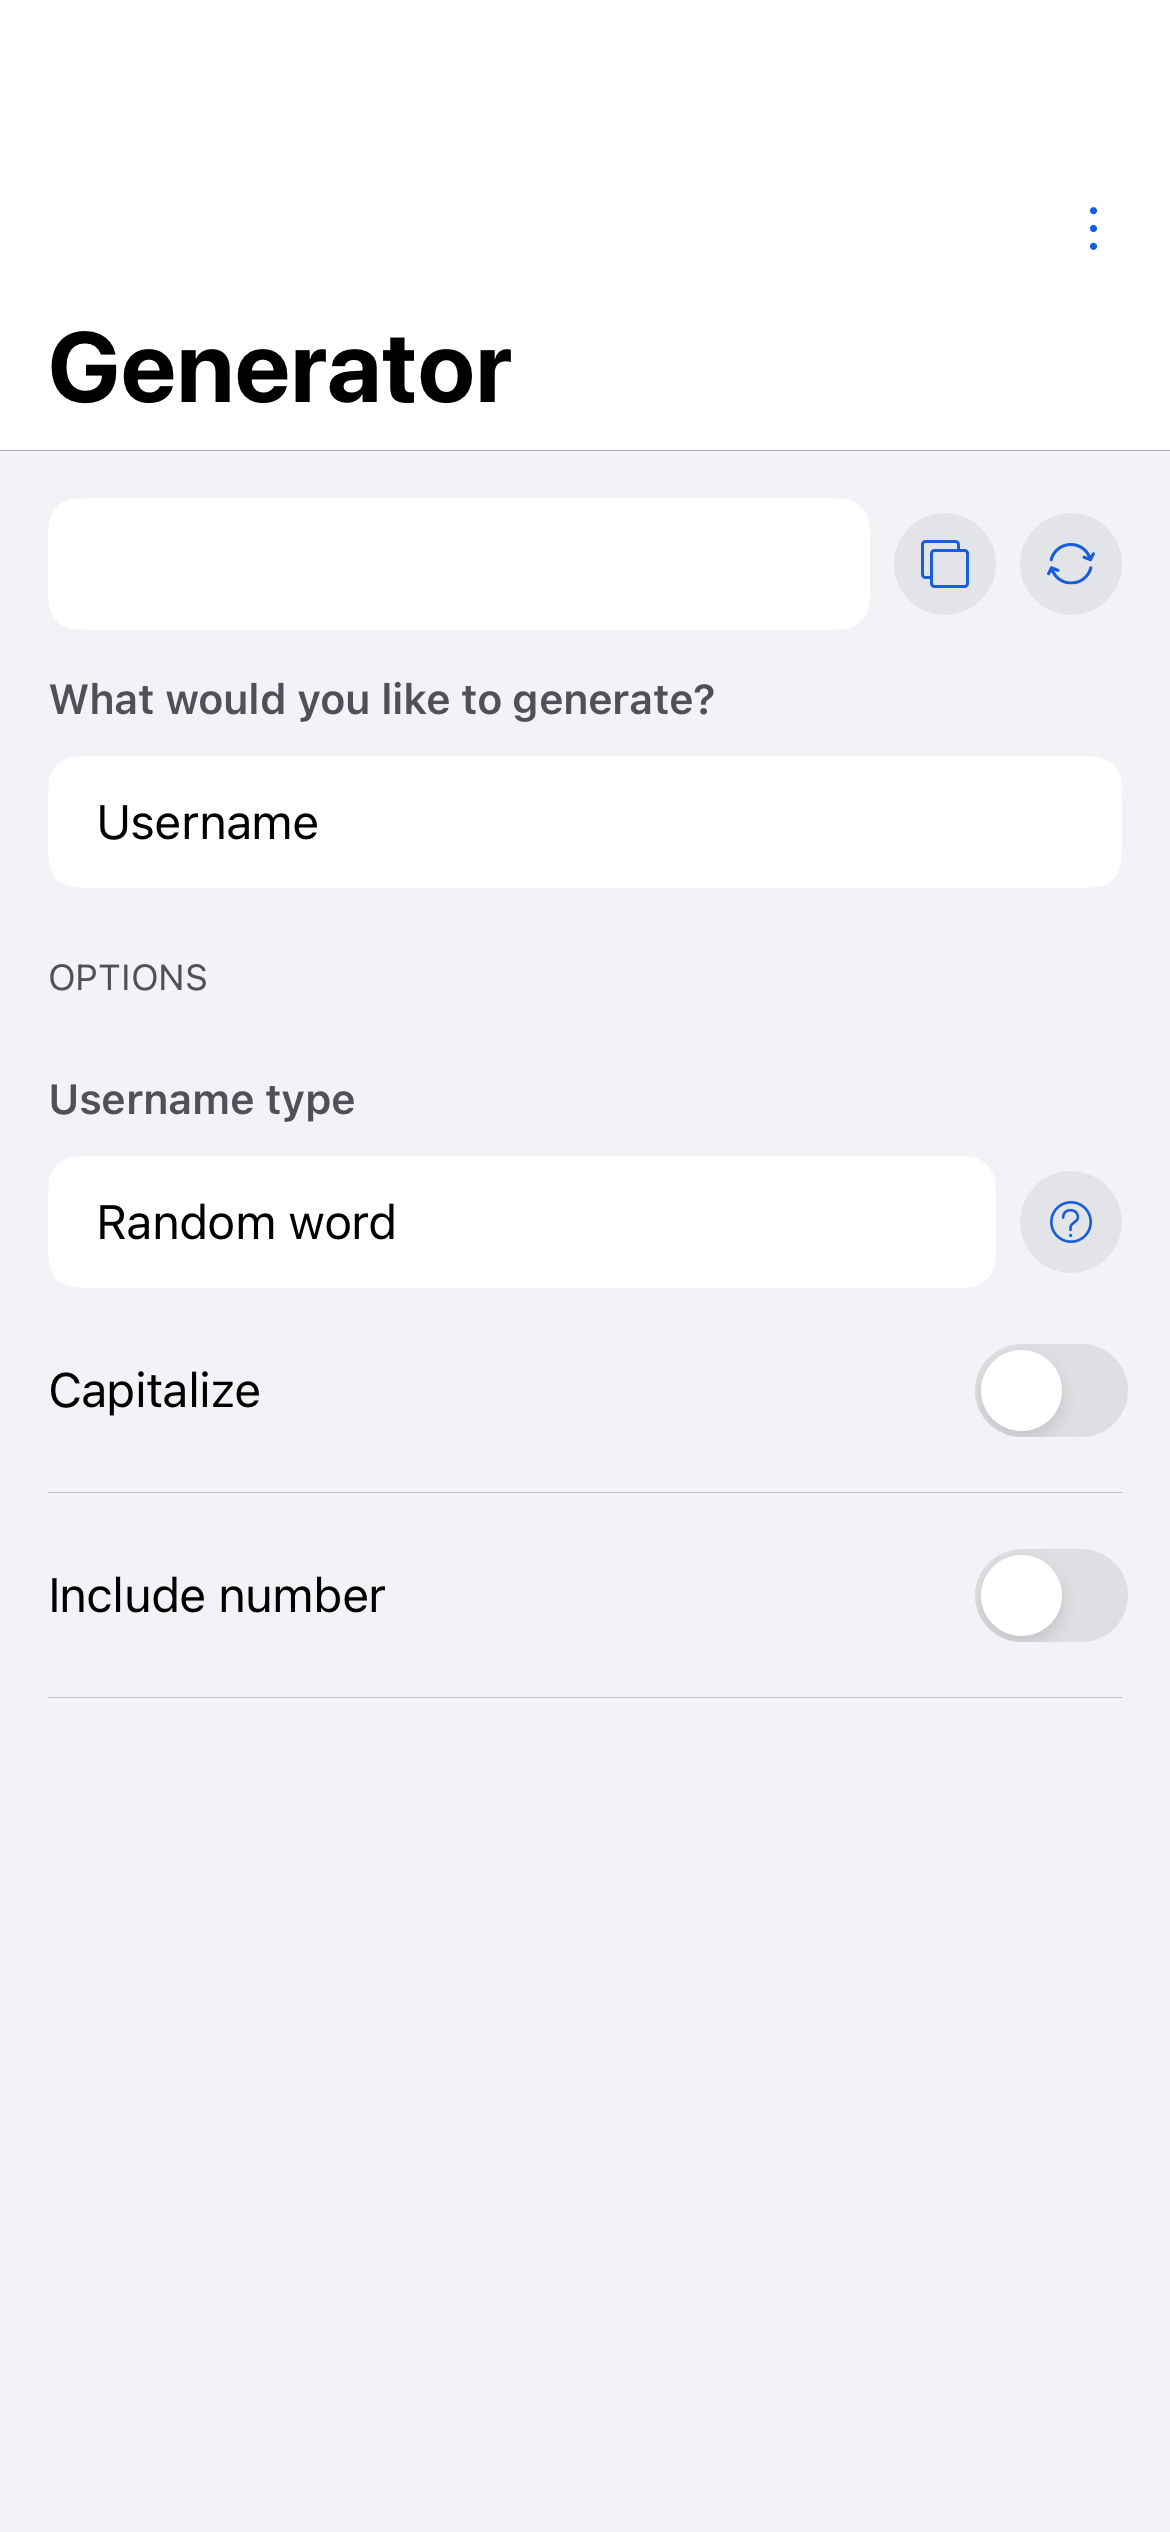 Generator
What would you like to generate?
Username
OPTIONS
Username type
Random word
Capitalize
Include number